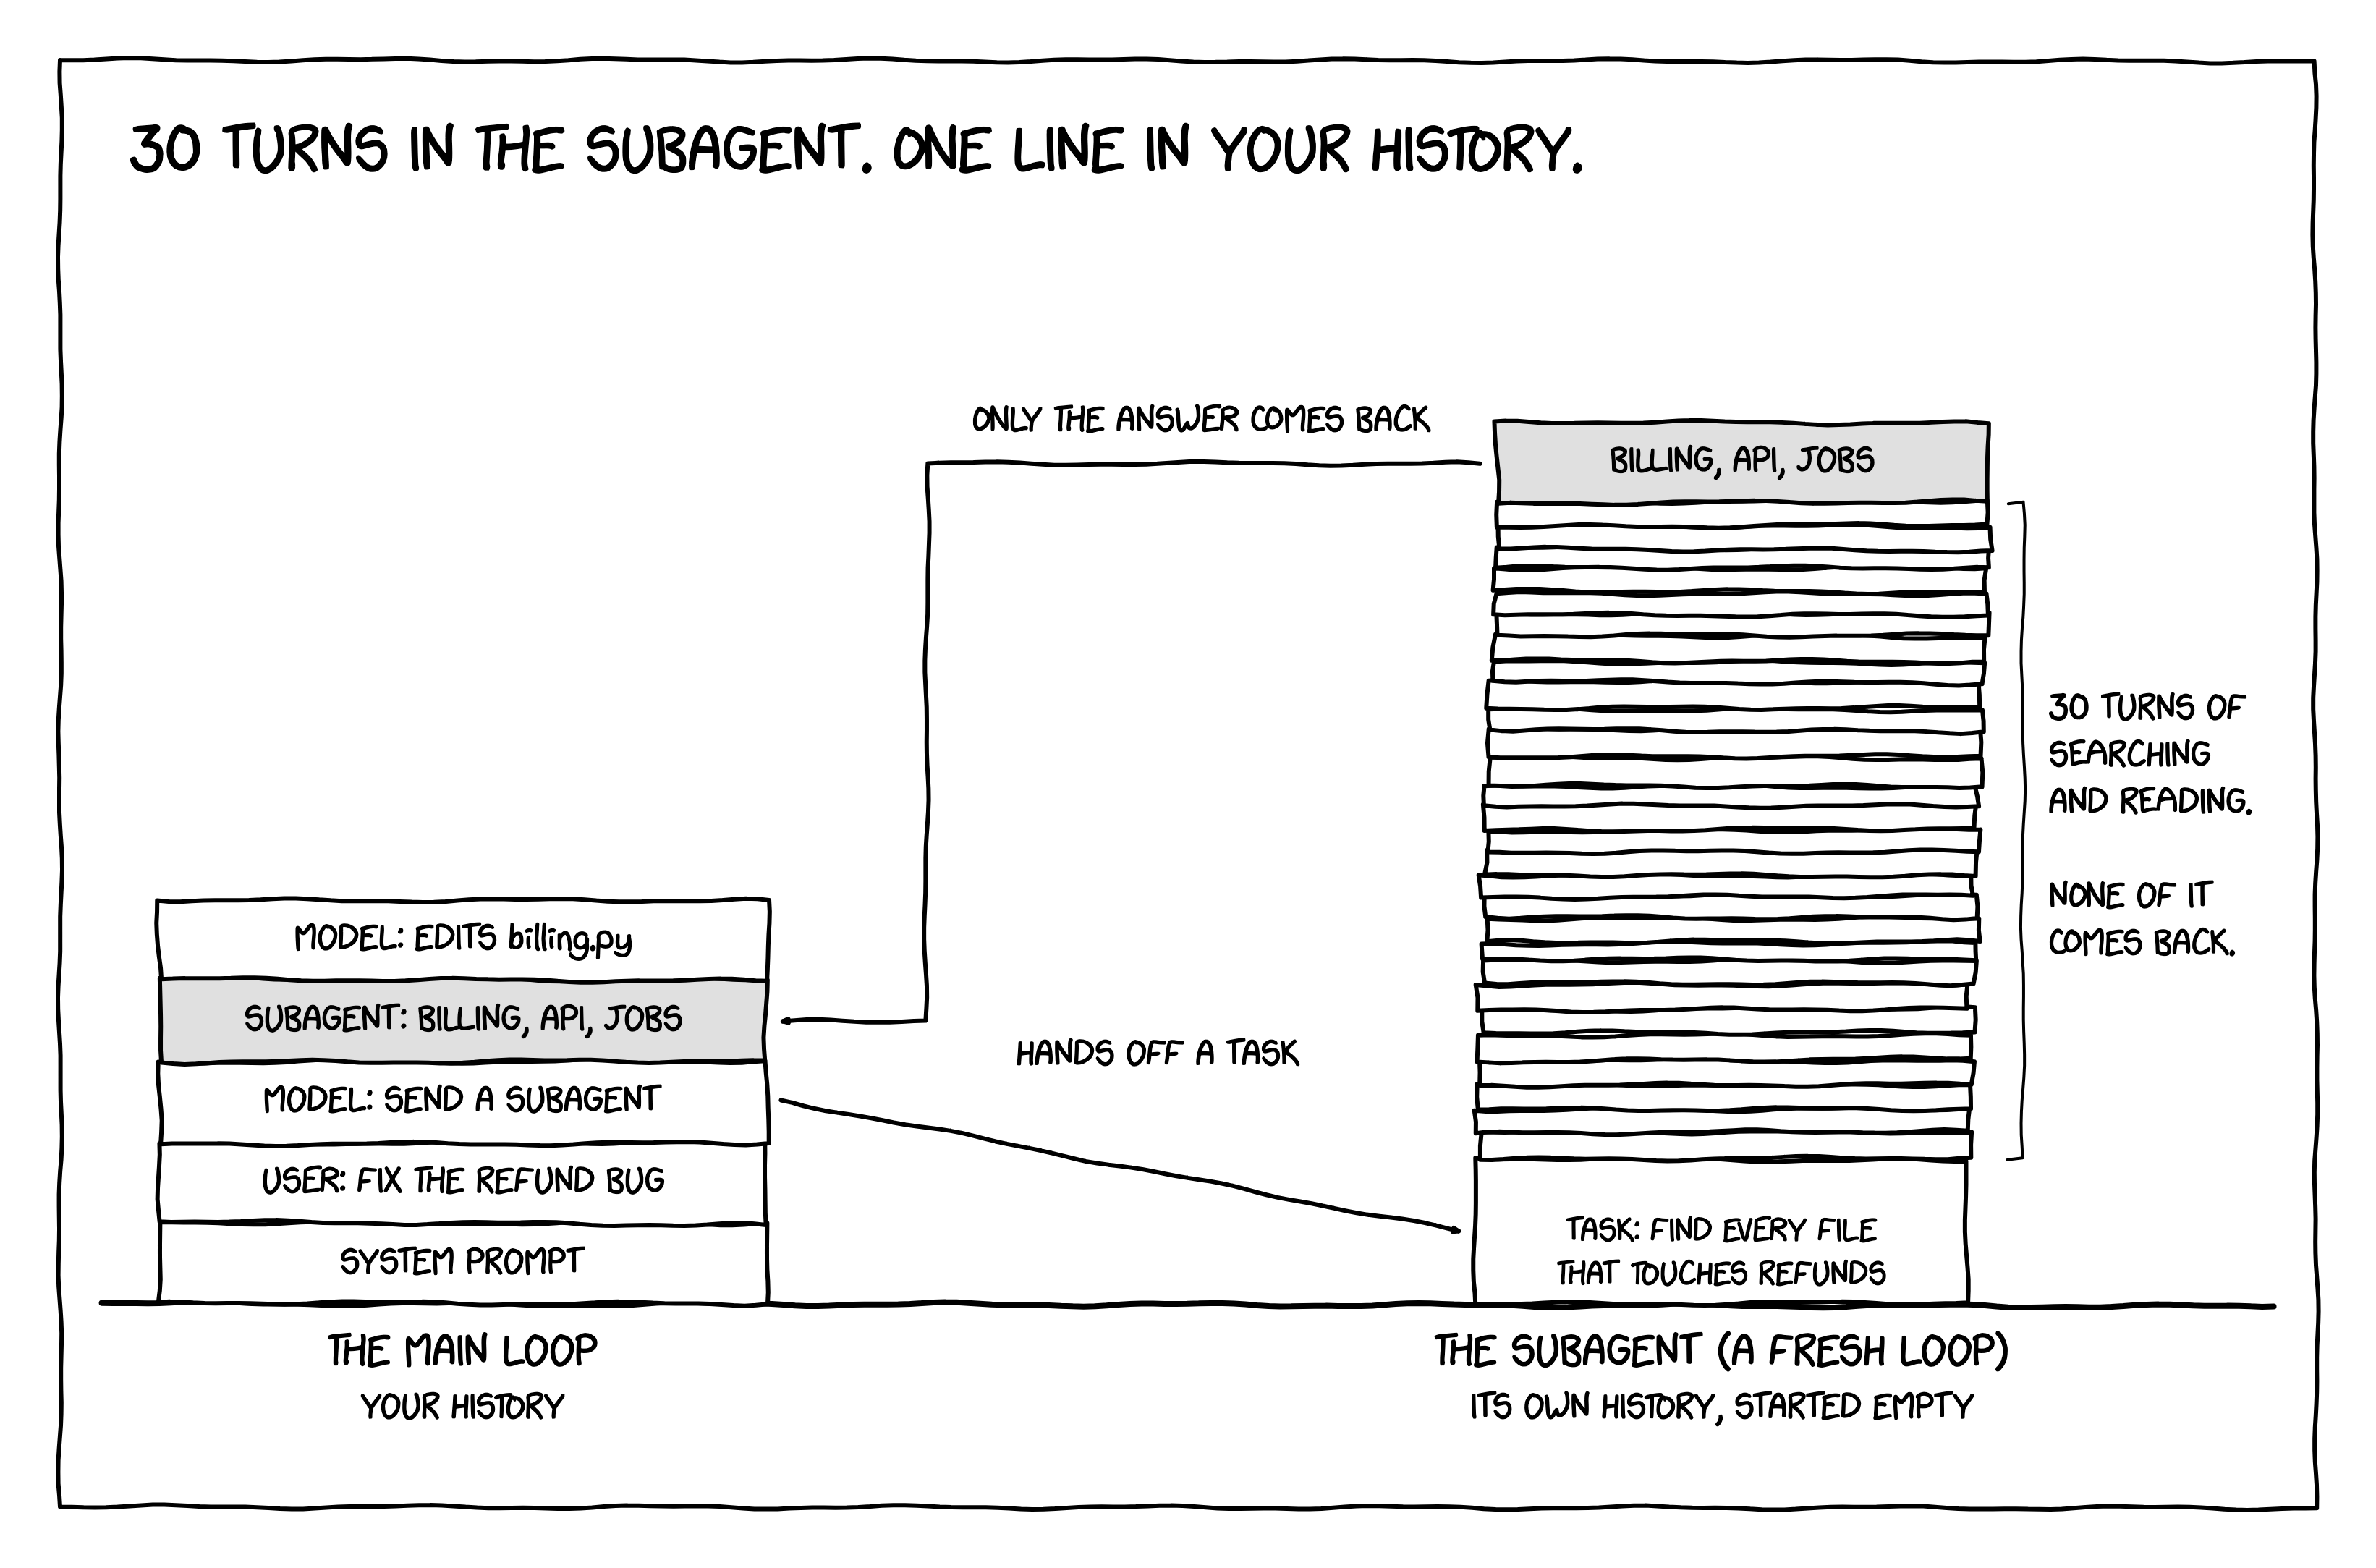 30 TURNS IN THE SUBAGENT. ONE LINE IN YOUR HISTORY.
ONLY THE ANSWER COMES BACK
BILLING, API, JOBS
30 TURNS OF
SEARCHING
AND READING.
NONE OF IT
COMES BACK.
MODEL: EDITS billing.py
SUBAGENT: BILLING, API, JOBS
HANDS OFF A TASK
MODEL: SEND A SUBAGENT
USER: FIX THE REFUND BUG
SYSTEM PROMPT
TASK: FIND EVERY FILE
THAT TOUCHES REFUNDS
THE MAIN LOOP
YOUR HISTORY
THE SUBAGENT (A FRESH LOOP)
ITS OWN HISTORY, STARTED EMPTY